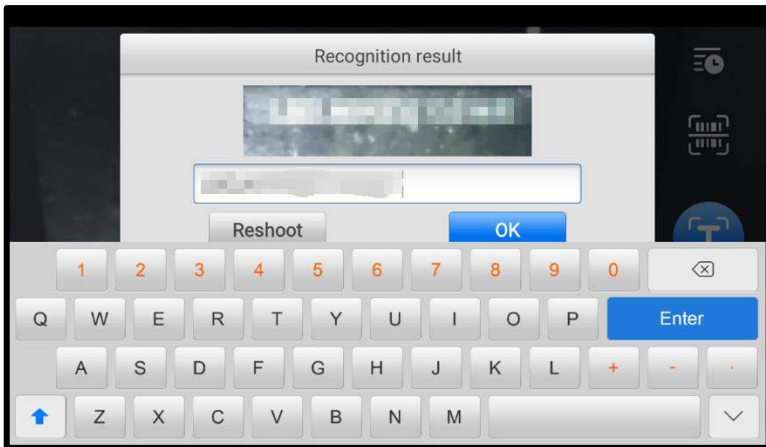 Recognition result
Reshoot OK
1 2 3 4 5 6 7 8 9 0
Q W E R T Y U I O P Enter
A S D F G H J K L + - .
Z X C V B N M